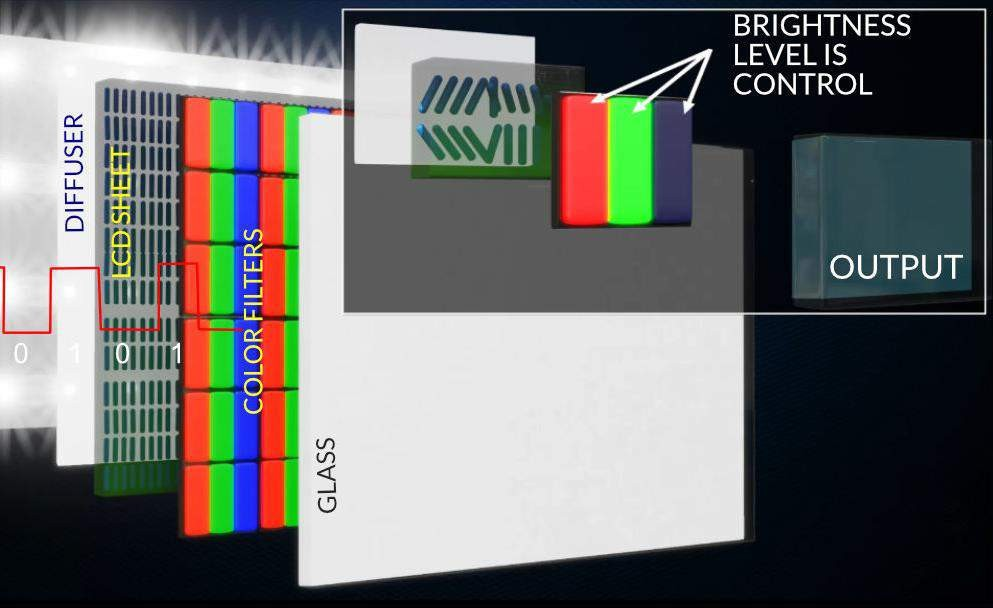 BRIGHTNESS
LEVEL IS
CONTROL
DIFFUSER
LCD SHEET
COLOR FILTERS
OUTPUT
0 1 0 1
GLASS